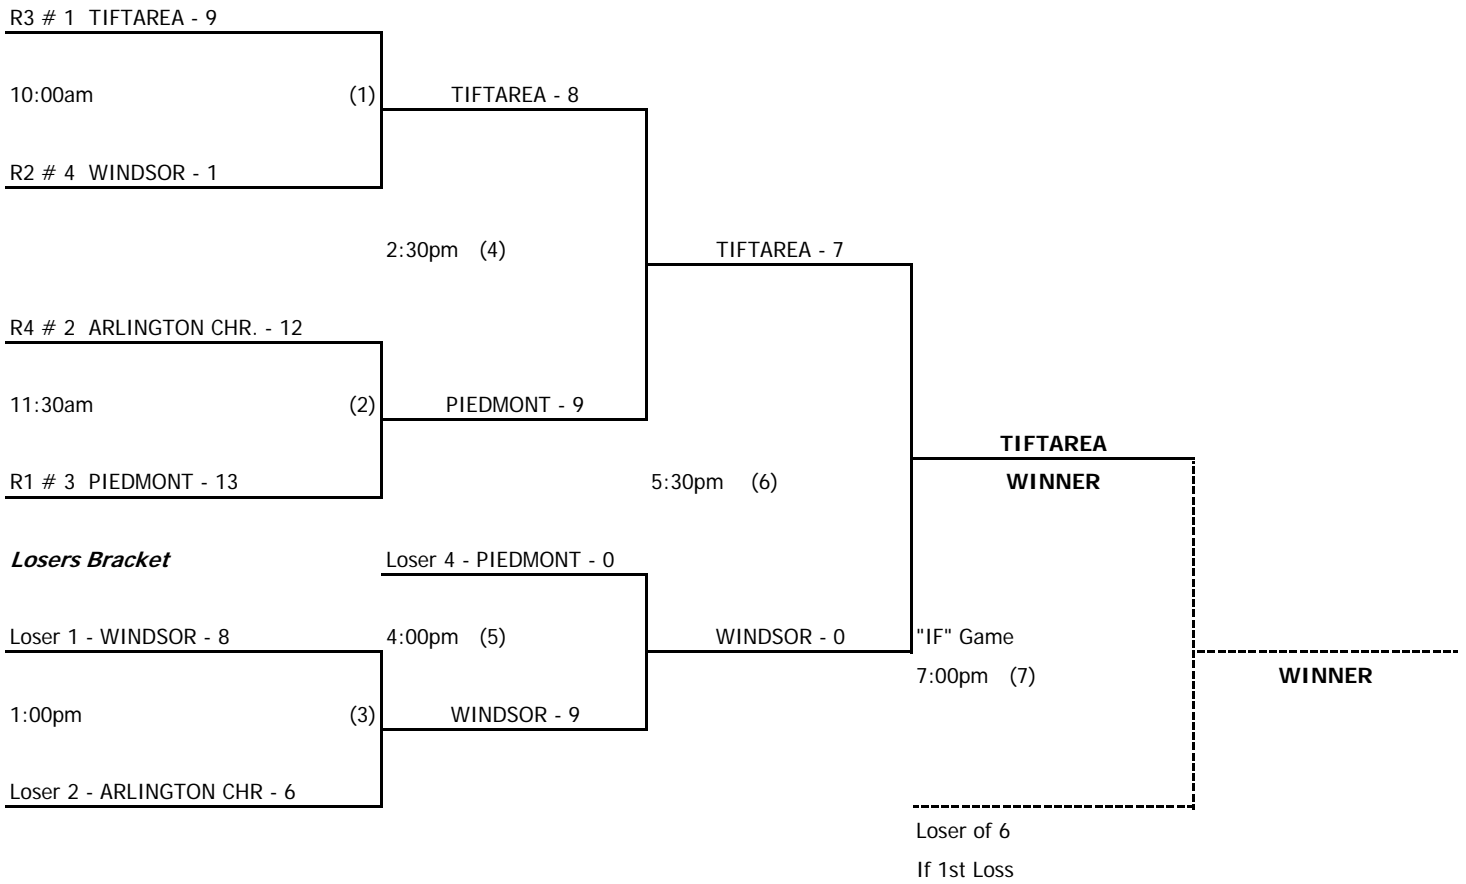 R3 # 1 TIFTAREA - 9
10:00am (1) TIFTAREA - 8
R2 # 4 WINDSOR - 1
2:30pm (4) TIFTAREA - 7
R4 # 2 ARLINGTON CHR. - 12
11:30am (2) PIEDMONT - 9
TIFTAREA
R1 # 3 PIEDMONT - 13 5:30pm (6) WINNER
Losers Bracket Loser 4 - PIEDMONT - 0
Loser 1 - WINDSOR - 8 4:00pm (5) WINDSOR - 0 "IF" Game
7:00pm (7) WINNER
1:00pm (3) WINDSOR - 9
Loser 2 - ARLINGTON CHR - 6
Loser of 6
If 1st Loss